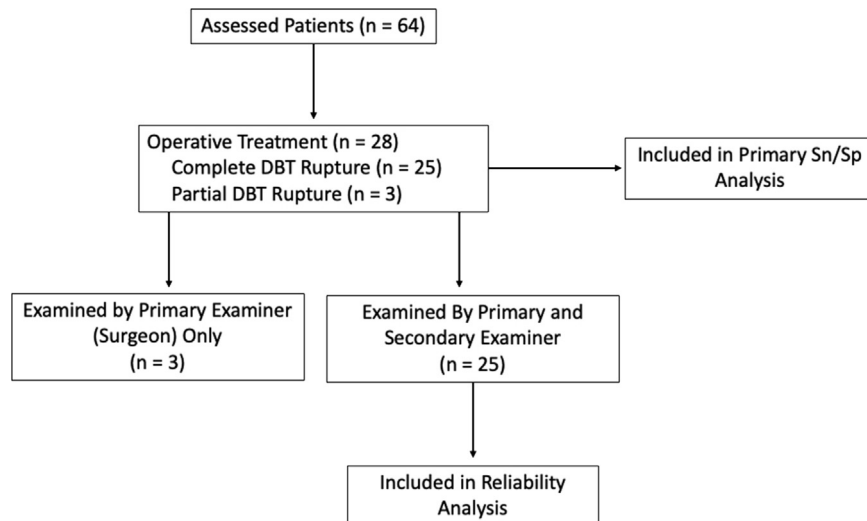 Assessed Patients (n = 64)
Operative Treatment (n = 28)
Complete DBT Rupture (n = 25)
Partial DBT Rupture (n = 3)
Included in Primary Sn/Sp
Analysis
Examined by Primary Examiner
(Surgeon) Only
(n = 3)
Examined By Primary and
Secondary Examiner
(n = 25)
Included in Reliability
Analysis